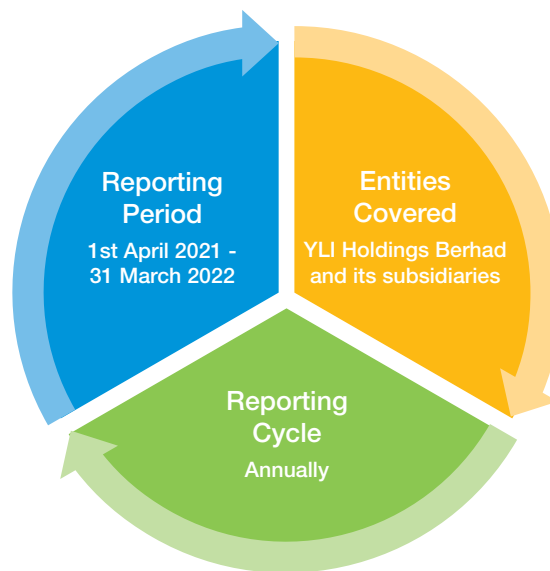 Reporting
Period
1st April 2021 -
31 March 2022
Entities
Covered
YLI Holdings Berhad
and its subsidiaries
Reporting
Cycle
Annually